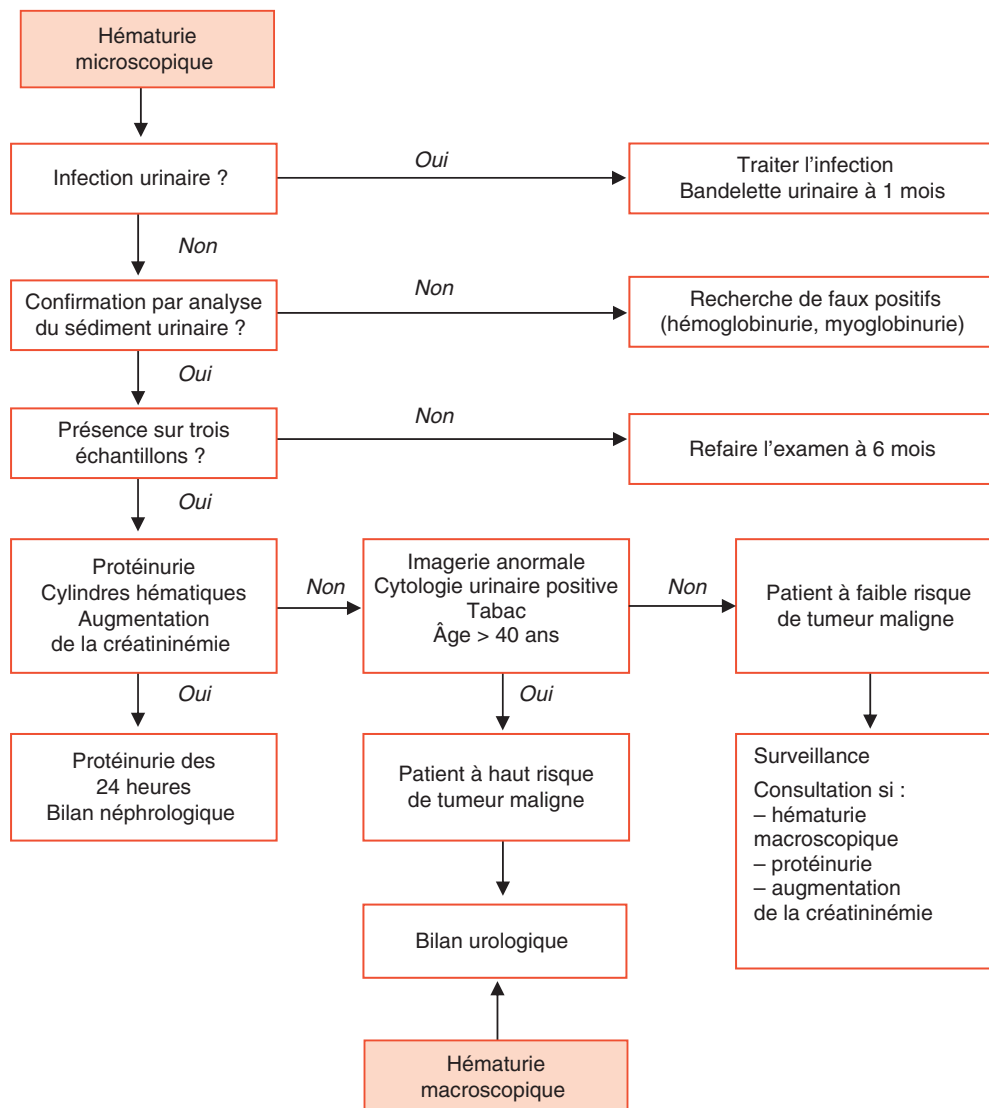 Hématurie
microscopique
Infection urinaire ?
Oui
Traiter l'infection
Bandelette urinaire à 1 mois
Non
Confirmation par analyse
du sédiment urinaire ?
Non
Recherche de faux positifs
(hémoglobinurie, myoglobinurie)
Oui
Présence sur trois
échantillons ?
Non
Refaire l'examen à 6 mois
Oui
Protéinurie
Cylindres hématiques
Augmentation
de la créatininémie
Non
Imagerie anormale
Cytologie urinaire positive
Tabac
Âge > 40 ans
Non
Patient à faible risque
de tumeur maligne
Oui
Oui
Protéinurie des
24 heures
Bilan néphrologique
Patient à haut risque
de tumeur maligne
Surveillance
Consultation si :
– hématurie
macroscopique
– protéinurie
– augmentation
de la créatininémie
Bilan urologique
Hématurie
macroscopique